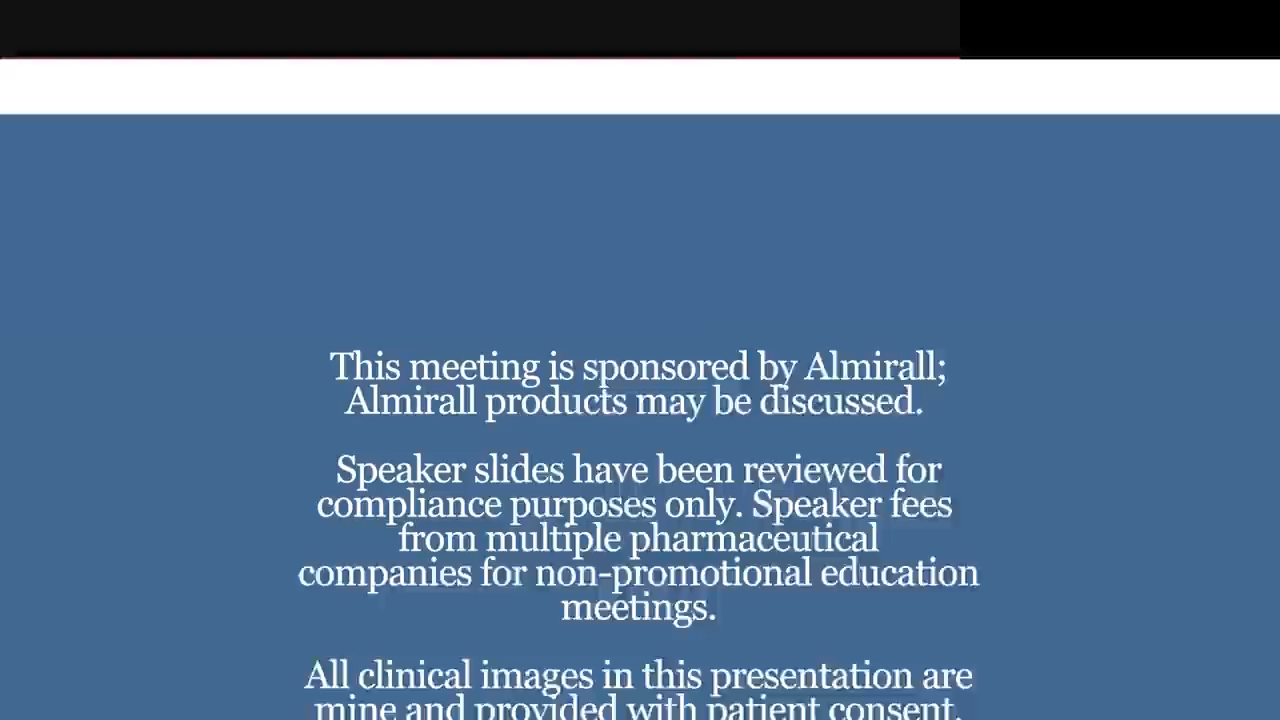 This meeting is sponsored by Almirall;
Almirall products may be discussed.
Speaker slides have been reviewed for
compliance purposes only. Speaker fees
from multiple pharmaceutical
companies for non-promotional education
meetings.
All clinical images in this presentation are
mine and provided with patient consent.